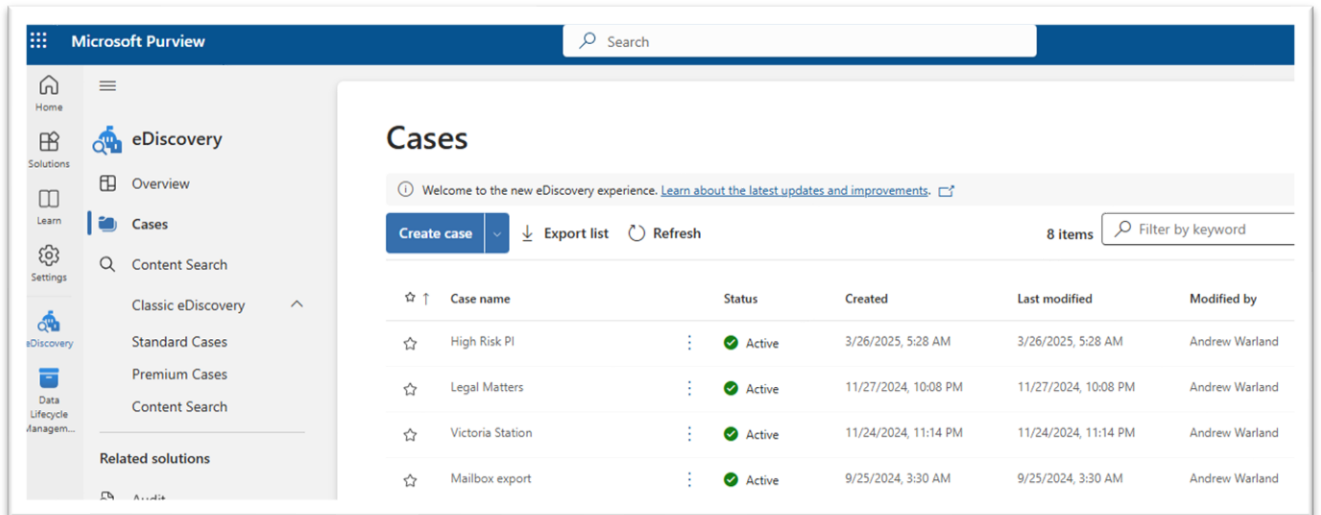 Microsoft Purview
Search
Home
Solutions
Learn
Settings
eDiscovery
Data
Lifecycle
Managem...
eDiscovery
Overview
Cases
Content Search
Classic eDiscovery
Standard Cases
Premium Cases
Content Search
Related solutions
Audit
Cases
Welcome to the new eDiscovery experience. Learn about the latest updates and improvements.
Create case Export list Refresh 8 items Filter by keyword
Case name Status Created Last modified Modified by
High Risk PI Active 3/26/2025, 5:28 AM 3/26/2025, 5:28 AM Andrew Warland
Legal Matters Active 11/27/2024, 10:08 PM 11/27/2024, 10:08 PM Andrew Warland
Victoria Station Active 11/24/2024, 11:14 PM 11/24/2024, 11:14 PM Andrew Warland
Mailbox export Active 9/25/2024, 3:30 AM 9/25/2024, 3:30 AM Andrew Warland